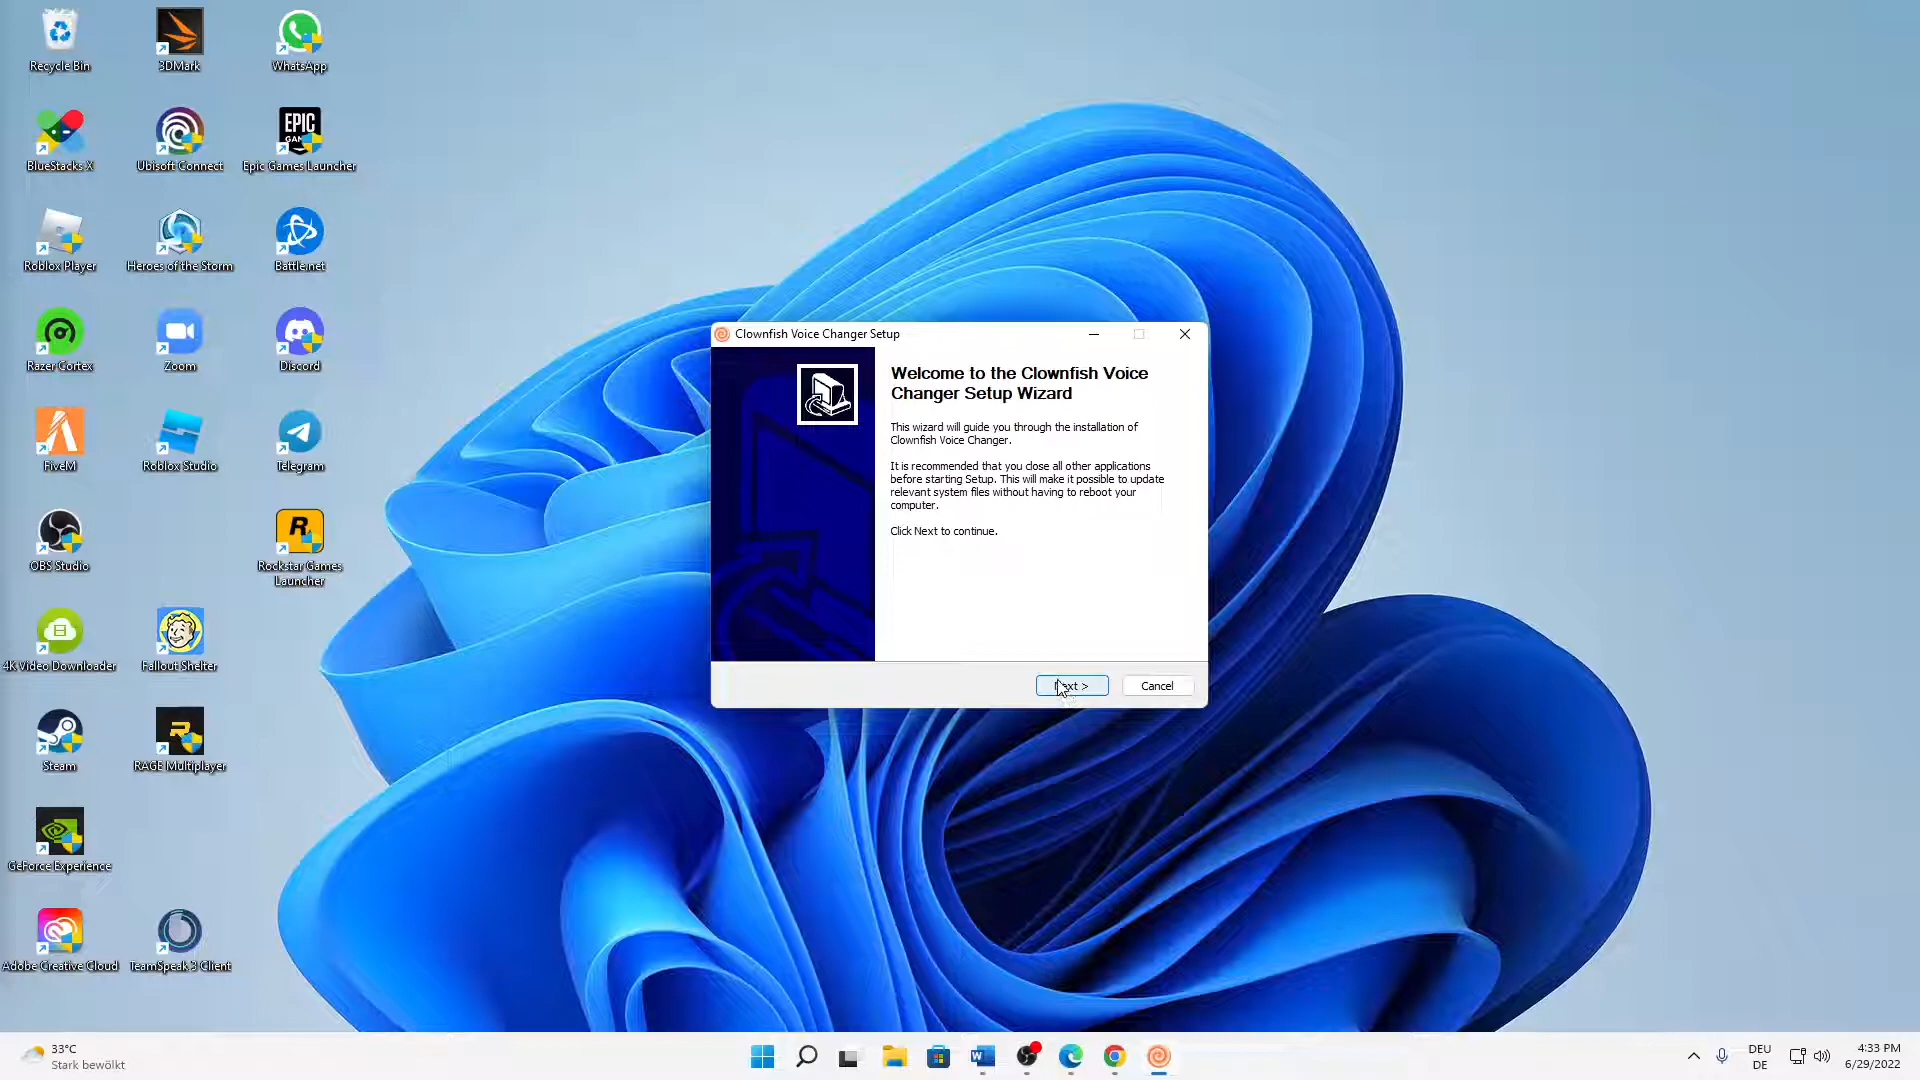 Recycle Bin
3DMark
WhatsApp
BlueStacks X
Ubisoft Connect
EPIC
Epic Games Launcher
Roblox Player
Heroes of the Storm
Battle.net
Razer Cortex
Zoom
Discord
FiveM
Roblox Studio
Telegram
OBS Studio
Rockstar Games
Launcher
4K Video Downloader
Fallout Shelter
Steam
RAGE Multiplayer
GeForce Experience
Adobe Creative Cloud
TeamSpeak 3 Client
Clownfish Voice Changer Setup
Welcome to the Clownfish Voice
Changer Setup Wizard
This wizard will guide you through the installation of
Clownfish Voice Changer.
It is recommended that you close all other applications
before starting Setup. This will make it possible to update
relevant system files without having to reboot your
computer.
Click Next to continue.
Next >
Cancel
33°C
Stark bewölkt
DEU
DE
4:33 PM
6/29/2022